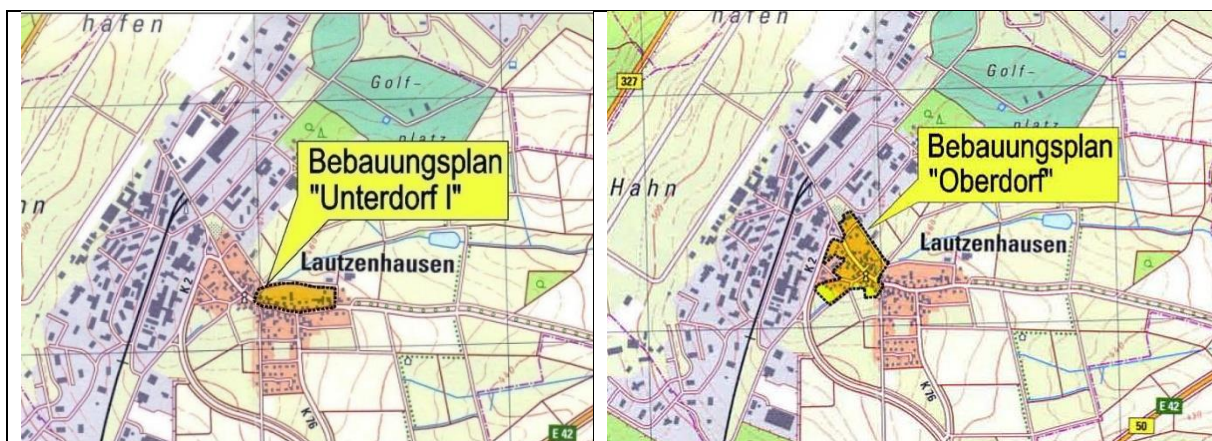 hafen
Golf-
platz
Bebauungsplan
"Unterdorf I"
Lautzenhausen
K 2
K 76
E 42
hafen
327
Golf-
platz
Bebauungsplan
"Oberdorf"
Hahn
Lautzenhausen
K 2
K 76
E 42
50